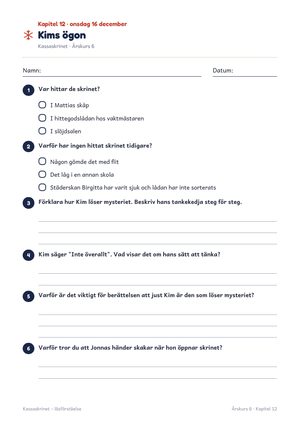 Kapitel 12 · onsdag 16 december
Kims ögon
Kassaskrinet · Årskurs 6
Namn:
Datum:
1 Var hittar de skrinet?
I Mattias skåp
I hittegodslådan hos vaktmästaren
I slöjdsalen
2 Varför har ingen hittat skrinet tidigare?
Någon gömde det med flit
Det låg i en annan skola
Städerskan Birgitta har varit sjuk och lådan har inte sorterats
3 Förklara hur Kim löser mysteriet. Beskriv hans tankekedja steg för steg.
4 Kim säger "Inte överallt". Vad visar det om hans sätt att tänka?
5 Varför är det viktigt för berättelsen att just Kim är den som löser mysteriet?
6 Varför tror du att Jonnas händer skakar när hon öppnar skrinet?
Kassaskrinet – läsförståelse
Årskurs 6 · Kapitel 12